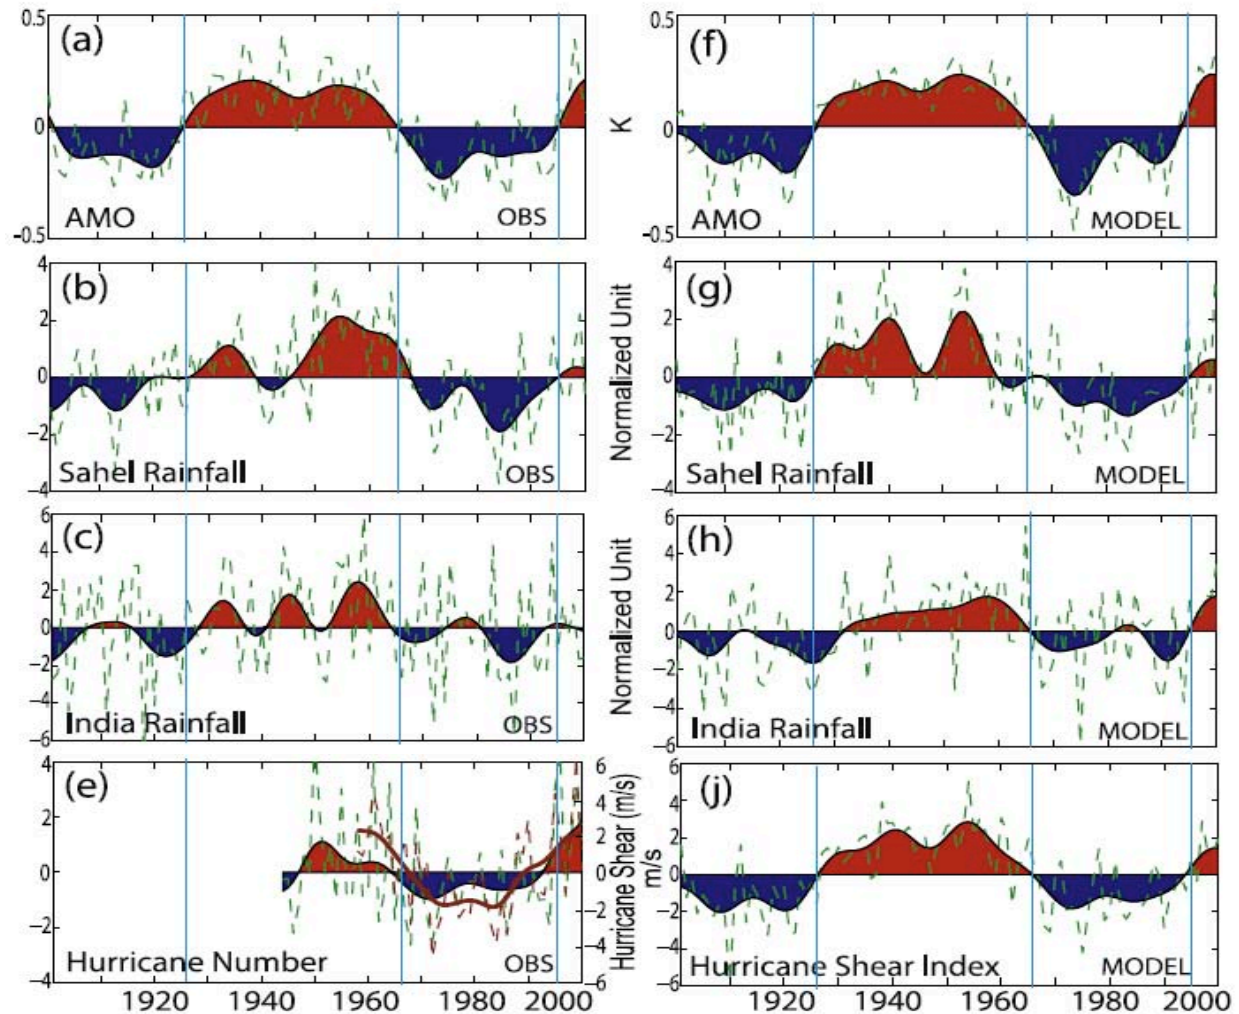 0.5
(a)
0
AMO
OBS
-0.5
0.5
(f)
K
0
AMO
MODEL
-0.5
4
(b)
2
0
-2
Sahel Rainfall
OBS
-4
Normalized Unit
4
(g)
2
0
-2
Sahel Rainfall
MODEL
-4
6
(c)
4
2
0
-2
-4
India Rainfall
OBS
-6
Normalized Unit
(h)
4
2
0
-2
-4
India Rainfall
MODEL
-6
4
(e)
2
0
-2
Hurricane Number
OBS
-4
6
4
2
0
-2
-4
-6
Hurricane Shear (m/s)
m/s
6
(j)
4
2
0
-2
-4
Hurricane Shear Index
MODEL
-6
1920 1940 1960 1980 2000
1920 1940 1960 1980 2000